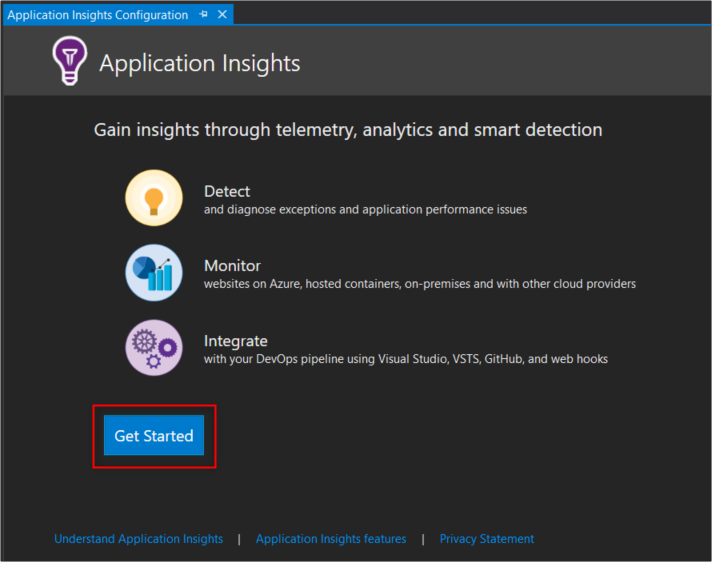 Application Insights Configuration
Application Insights
Gain insights through telemetry, analytics and smart detection
Detect
and diagnose exceptions and application performance issues
Monitor
websites on Azure, hosted containers, on-premises and with other cloud providers
Integrate
with your DevOps pipeline using Visual Studio, VSTS, GitHub, and web hooks
Get Started
Understand Application Insights | Application Insights features | Privacy Statement